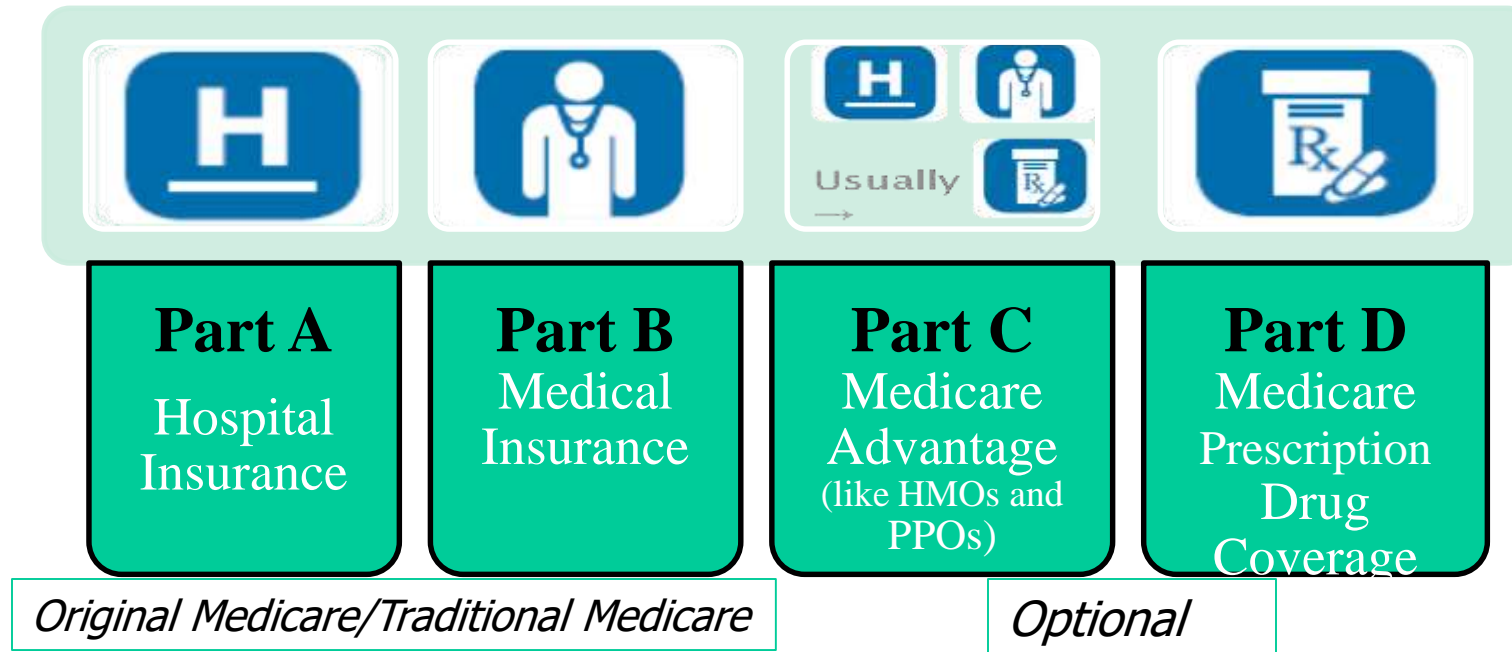 H
H
Usually
→
Rx
Rx
Part A
Hospital
Insurance
Part B
Medical
Insurance
Part C
Medicare
Advantage
(like HMOs and
PPOs)
Part D
Medicare
Prescription
Drug
Coverage
Original Medicare/Traditional Medicare
Optional